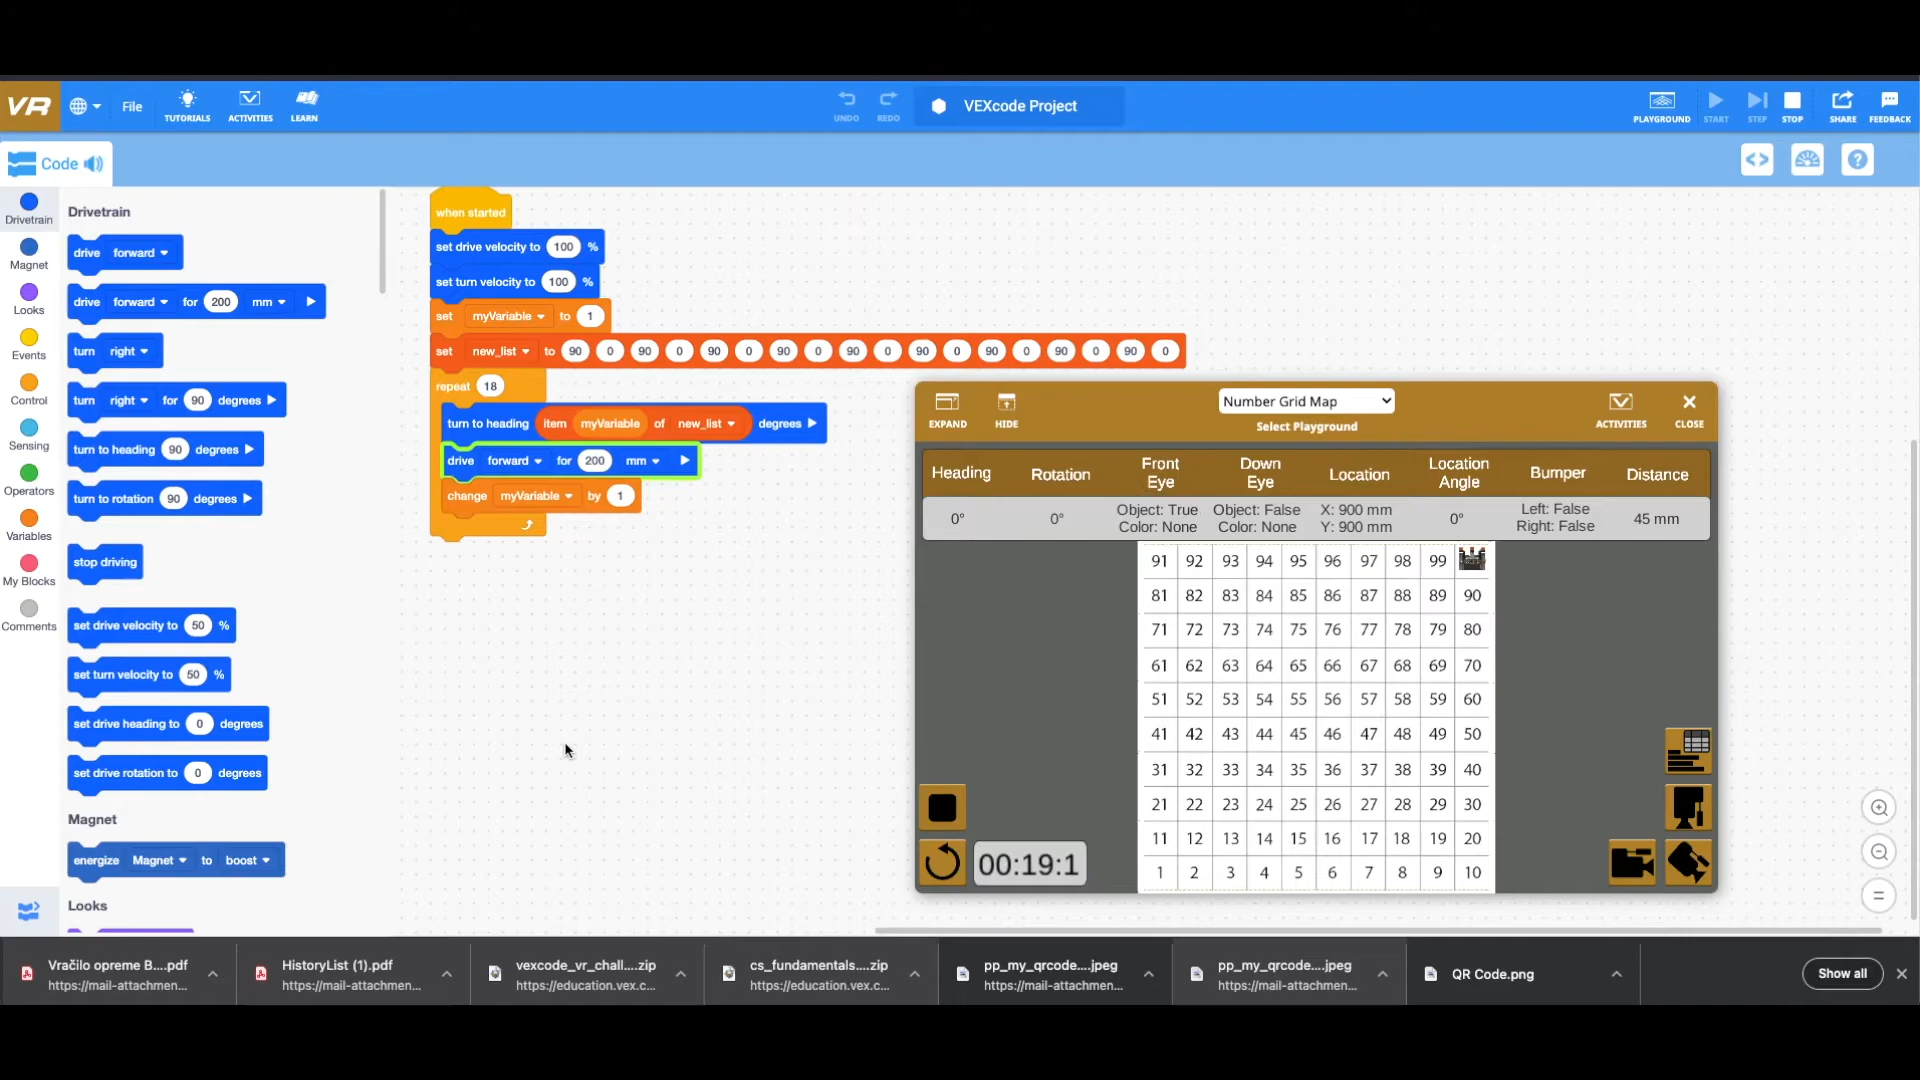 VR
File
TUTORIALS
ACTIVITIES
LEARN
UNDO
REDO
VEXcode Project
PLAYGROUND
START
STEP
STOP
SHARE
FEEDBACK
Code
Drivetrain
Magnet
Looks
Events
Control
Sensing
Operators
Variables
My Blocks
Comments
Drivetrain
drive forward
drive forward for 200 mm
turn right
turn right for 90 degrees
turn to heading 90 degrees
turn to rotation 90 degrees
stop driving
set drive velocity to 50 %
set turn velocity to 50 %
set drive heading to 0 degrees
set drive rotation to 0 degrees
Magnet
energize Magnet to boost
Looks
when started
set drive velocity to 100 %
set turn velocity to 100 %
set myVariable to 1
set new_list to 90 0 90 0 90 0 90 0 90 0 90 0 90 0 90 0 90 0
repeat 18
turn to heading item myVariable of new_list degrees
drive forward for 200 mm
change myVariable by 1
EXPAND
HIDE
Number Grid Map
Select Playground
ACTIVITIES
CLOSE
Heading Rotation Front Eye Down Eye Location Location Angle Bumper Distance
0° 0° Object: True Object: False X: 900 mm 0° Left: False 45 mm
Color: None Color: None Y: 900 mm Right: False
91 92 93 94 95 96 97 98 99
81 82 83 84 85 86 87 88 89 90
71 72 73 74 75 76 77 78 79 80
61 62 63 64 65 66 67 68 69 70
51 52 53 54 55 56 57 58 59 60
41 42 43 44 45 46 47 48 49 50
31 32 33 34 35 36 37 38 39 40
21 22 23 24 25 26 27 28 29 30
11 12 13 14 15 16 17 18 19 20
1 2 3 4 5 6 7 8 9 10
00:19:1
Vračilo opreme B....pdf
https://mail-attachmen...
HistoryList (1).pdf
https://mail-attachmen...
vexcode_vr_chall....zip
https://education.vex.c...
cs_fundamentals....zip
https://education.vex.c...
pp_my_qrcode....jpeg
https://mail-attachmen...
pp_my_qrcode....jpeg
https://mail-attachmen...
QR Code.png
Show all